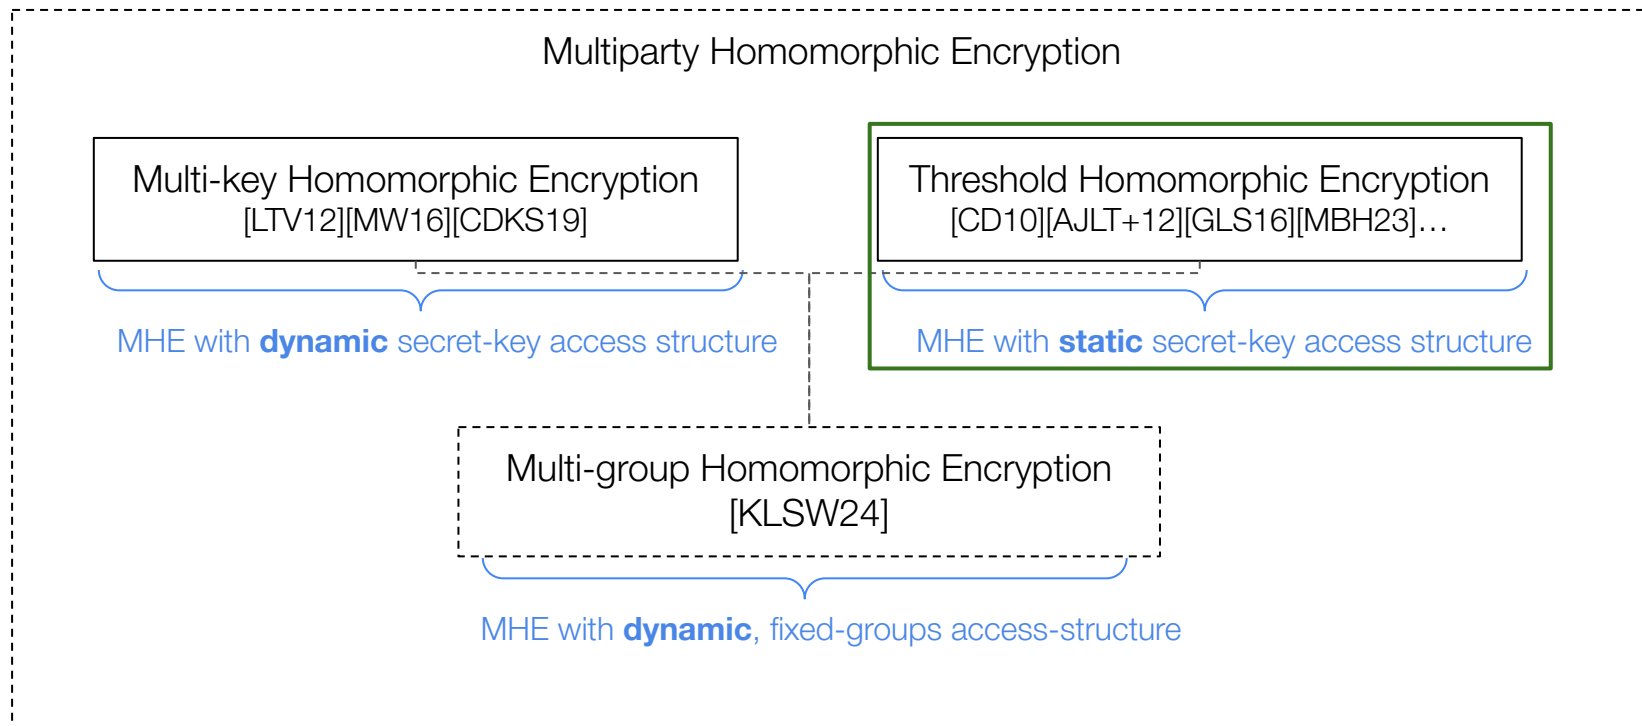 Multiparty Homomorphic Encryption
Multi-key Homomorphic Encryption
[LTV12][MW16][CDKS19]
MHE with dynamic secret-key access structure
Threshold Homomorphic Encryption
[CD10][AJLT+12][GLS16][MBH23]…
MHE with static secret-key access structure
Multi-group Homomorphic Encryption
[KLSW24]
MHE with dynamic, fixed-groups access-structure